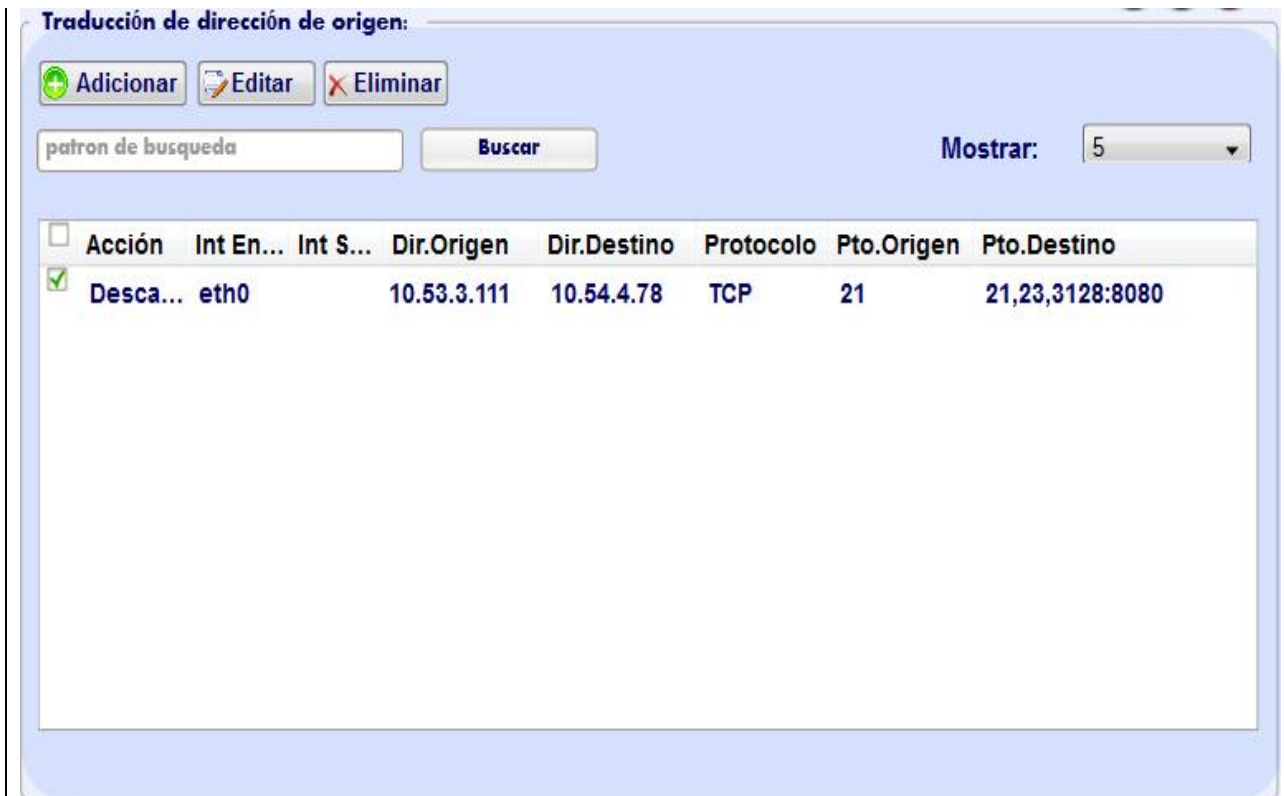 Traducción de dirección de origen:
Adicionar Editar Eliminar
patron de busqueda Buscar Mostrar: 5
Acción Int En... Int S... Dir.Origen Dir.Destino Protocolo Pto.Origen Pto.Destino
Desca... eth0 10.53.3.111 10.54.4.78 TCP 21 21,23,3128:8080